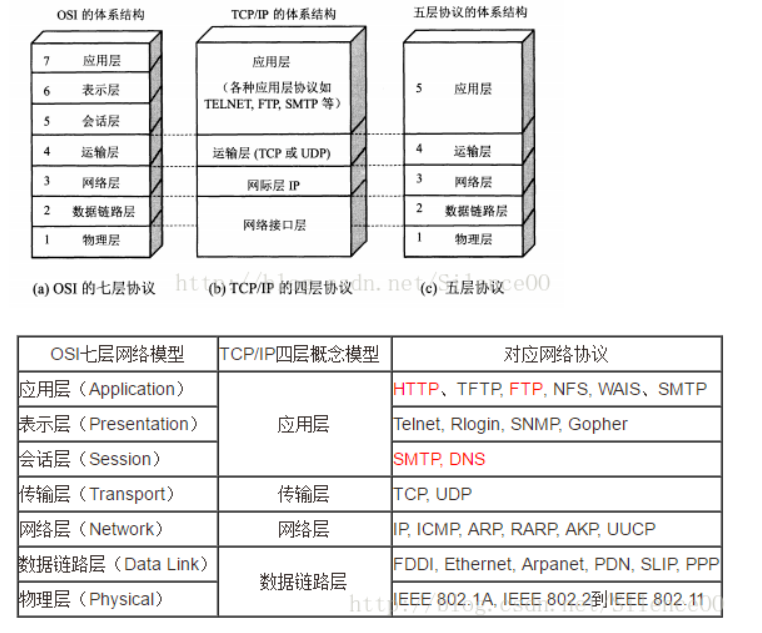 OSI 的体系结构 TCP/IP 的体系结构 五层协议的体系结构
7 应用层
6 表示层
5 会话层
4 运输层
3 网络层
2 数据链路层
1 物理层
应用层
(各种应用层协议如
TELNET, FTP, SMTP 等)
运输层 (TCP 或 UDP)
网际层 IP
网络接口层
5 应用层
4 运输层
3 网络层
2 数据链路层
1 物理层
(a) OSI 的七层协议 (b) TCP/IP 的四层协议 (c) 五层协议
http://blog.csdn.net/Silence00
OSI七层网络模型 TCP/IP四层概念模型 对应网络协议
应用层（Application） 应用层 HTTP、TFTP, FTP, NFS, WAIS、SMTP
表示层（Presentation） Telnet, Rlogin, SNMP, Gopher
会话层（Session） SMTP, DNS
传输层（Transport） 传输层 TCP, UDP
网络层（Network） 网络层 IP, ICMP, ARP, RARP, AKP, UUCP
数据链路层（Data Link） 数据链路层 FDDI, Ethernet, Arpanet, PDN, SLIP, PPP
物理层（Physical） IEEE 802.1A, IEEE 802.2到IEEE 802.11
http://blog.csdn.net/Silence00